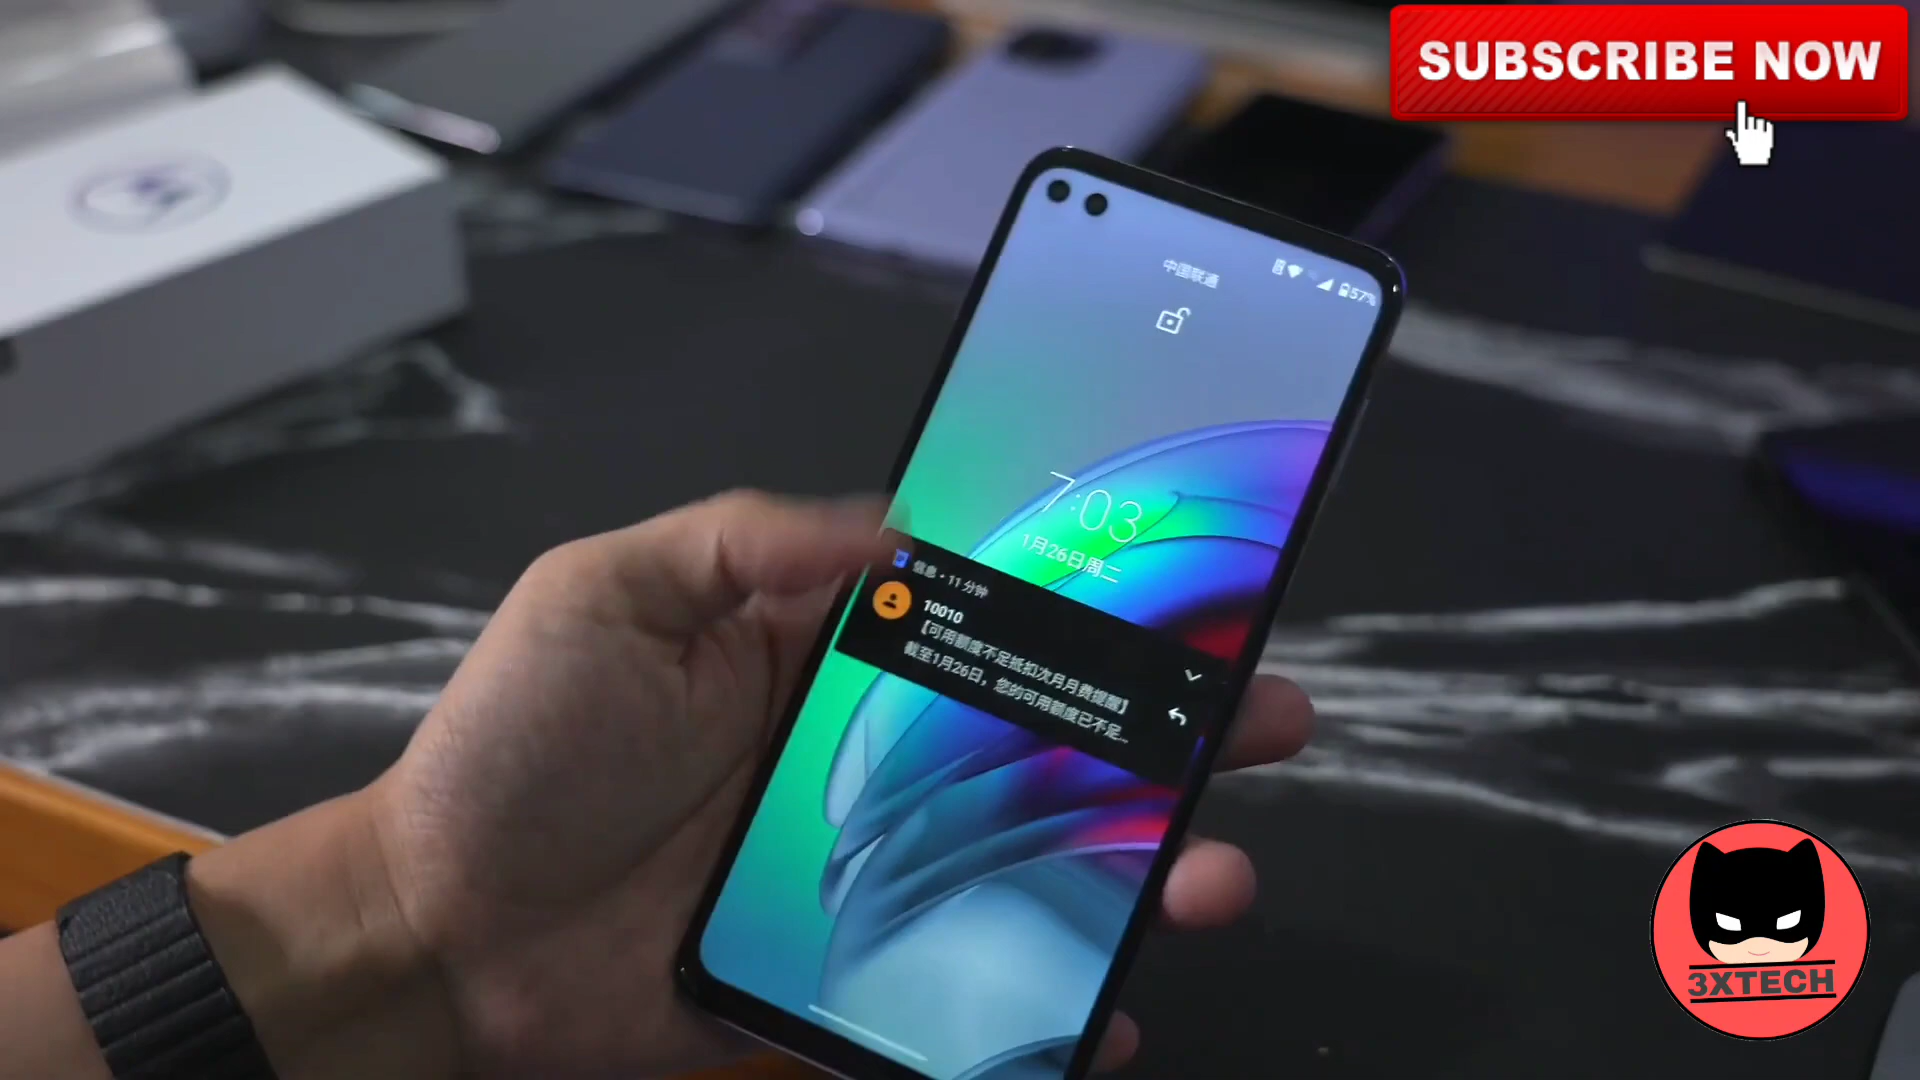 SUBSCRIBE NOW
中国联通
57%
7:03
1月26日周二
信息 • 11 分钟
10010
【可用额度不足抵扣次月月费提醒】
截至1月26日，您的可用额度已不足...
3XTECH